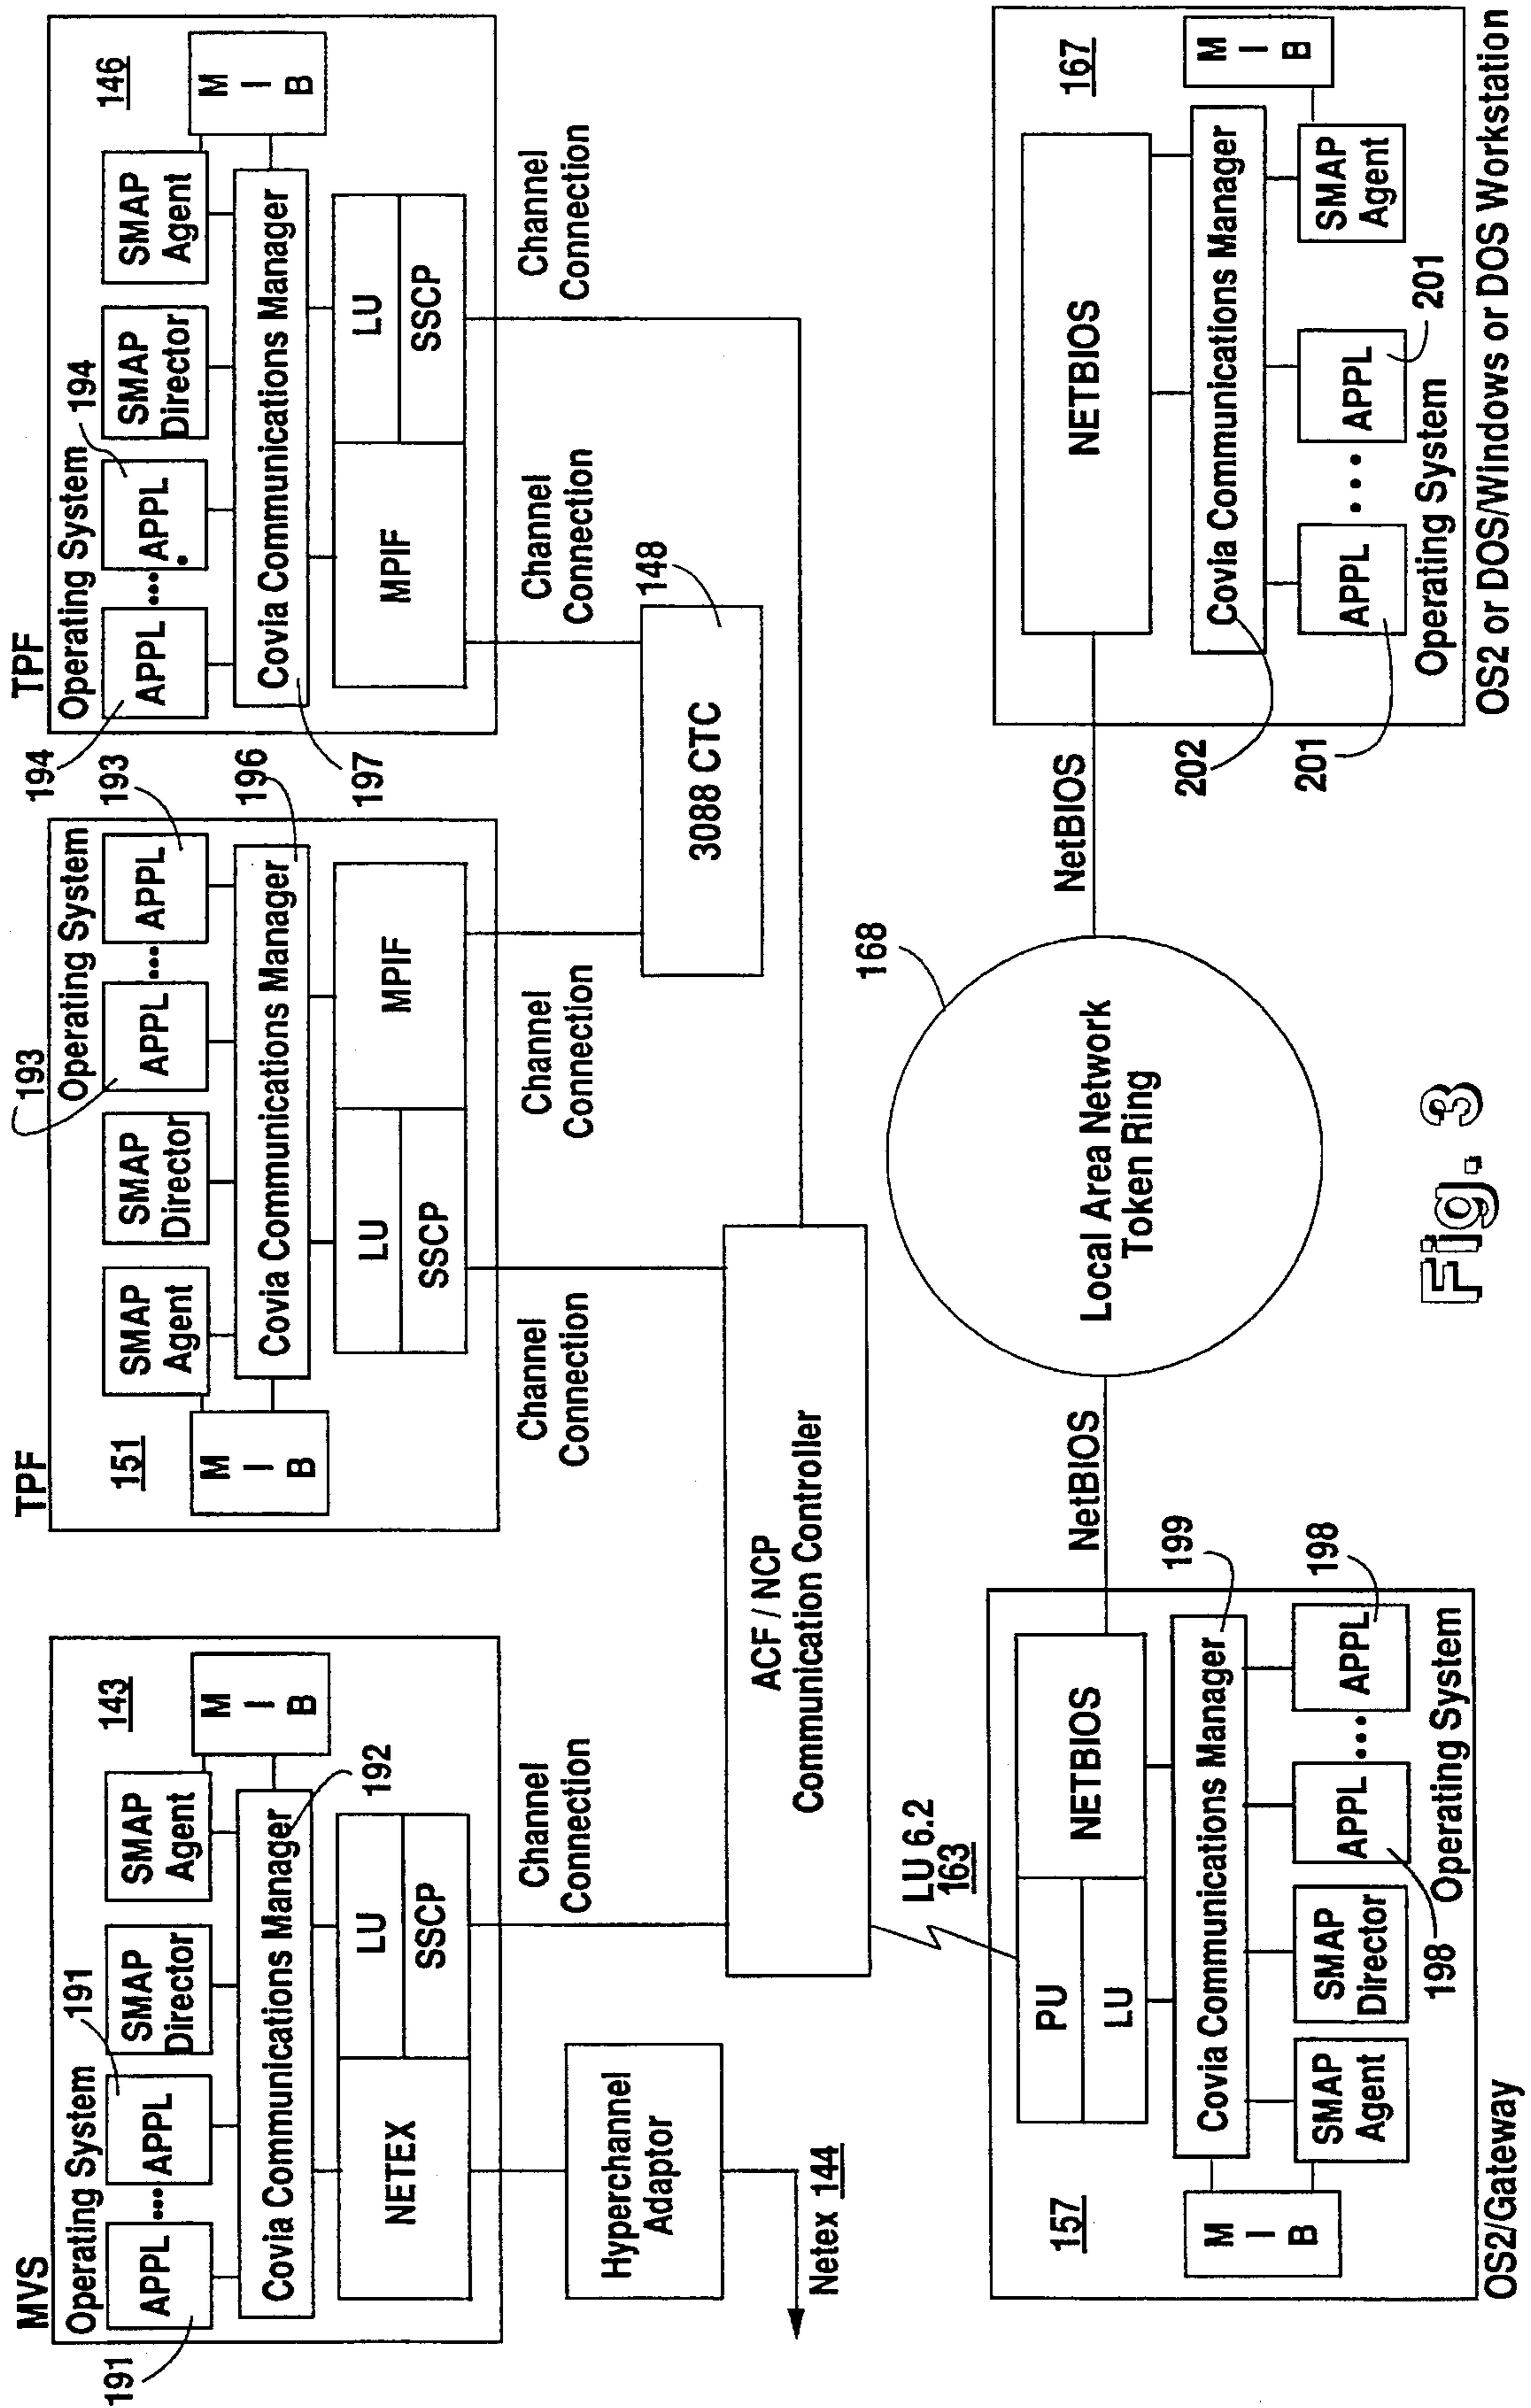 MVS
Operating System
143
191
191
APPL
...
APPL
SMAP
Director
SMAP
Agent
M
I
B
Covia Communications Manager
192
NETEX
LU
SSCP
Hyperchannel
Adaptor
Netex 144
Channel
Connection
TPF
151
Operating System
193
193
M
I
B
SMAP
Agent
SMAP
Director
APPL
...
APPL
Covia Communications Manager
196
LU
SSCP
MPIF
Channel
Connection
Channel
Connection
TPF
Operating System
146
194
194
APPL
...
APPL
SMAP
Director
SMAP
Agent
M
I
B
Covia Communications Manager
197
MPIF
LU
SSCP
Channel
Connection
Channel
Connection
3088 CTC
148
ACF / NCP
Communication Controller
LU 6.2
163
157
PU
LU
NETBIOS
Covia Communications Manager
199
M
I
B
SMAP
Agent
SMAP
Director
APPL
...
APPL
198
198
Operating System
OS2/Gateway
NetBIOS
Local Area Network
Token Ring
168
NetBIOS
NETBIOS
167
Covia Communications Manager
202
APPL
....
APPL
SMAP
Agent
M
I
B
201
201
Operating System
OS2 or DOS/Windows or DOS Workstation
Fig. 3